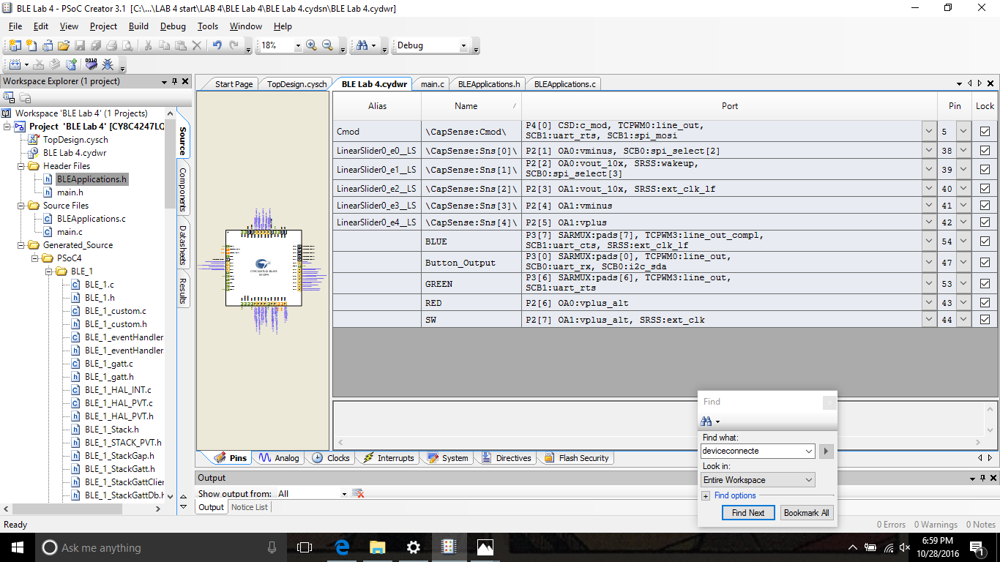 BLE Lab 4 - PSoC Creator 3.1 [C:\...\LAB 4 start\LAB 4\BLE Lab 4\BLE Lab 4.cydsn\BLE Lab 4.cydwr]
File Edit View Project Build Debug Tools Window Help
18% Debug
Workspace Explorer (1 project)
Workspace 'BLE Lab 4' (1 Projects)
Project 'BLE Lab 4' [CY8C4247LQ
TopDesign.cysch
BLE Lab 4.cydwr
Header Files
BLEApplications.h
main.h
Source Files
BLEApplications.c
main.c
Generated_Source
PSoC4
BLE_1
BLE_1.c
BLE_1.h
BLE_1_custom.c
BLE_1_custom.h
BLE_1_eventHandler
BLE_1_eventHandler
BLE_1_gatt.c
BLE_1_gatt.h
BLE_1_HAL_INT.c
BLE_1_HAL_PVT.c
BLE_1_HAL_PVT.h
BLE_1_Stack.h
BLE_1_STACK_PVT.h
BLE_1_StackGap.h
BLE_1_StackGatt.h
BLE_1_StackGattClier
BLE_1_StackGattDb.h
Source
Components
Datasheets
Results
Start Page TopDesign.cysch BLE Lab 4.cydwr main.c BLEApplications.h BLEApplications.c
Alias Name Port Pin Lock
Cmod \CapSense:Cmod\ P4[0] CSD:c_mod, TCPWM0:line_out, 5
SCB1:uart_rts, SCB1:spi_mosi
LinearSlider0_e0__LS \CapSense:Sns[0]\ P2[1] OA0:vminus, SCB0:spi_select[2] 38
LinearSlider0_e1__LS \CapSense:Sns[1]\ P2[2] OA0:vout_10x, SRSS:wakeup, 39
SCB0:spi_select[3]
LinearSlider0_e2__LS \CapSense:Sns[2]\ P2[3] OA1:vout_10x, SRSS:ext_clk_lf 40
LinearSlider0_e3__LS \CapSense:Sns[3]\ P2[4] OA1:vminus 41
LinearSlider0_e4__LS \CapSense:Sns[4]\ P2[5] OA1:vplus 42
BLUE P3[7] SARMUX:pads[7], TCPWM3:line_out_compl, 54
SCB1:uart_cts, SRSS:ext_clk_lf
Button_Output P3[0] SARMUX:pads[0], TCPWM0:line_out, 47
SCB0:uart_rx, SCB0:i2c_sda
GREEN P3[6] SARMUX:pads[6], TCPWM3:line_out, 53
SCB1:uart_rts
RED P2[6] OA0:vplus_alt 43
SW P2[7] OA1:vplus_alt, SRSS:ext_clk 44
Pins Analog Clocks Interrupts System Directives Flash Security
Output
Show output from: All
Output Notice List
Find
Find what:
deviceconnecte
Look in:
Entire Workspace
Find options
Find Next Bookmark All
Ready 0 Errors 0 Warnings 0 Notes
Ask me anything
6:59 PM
10/28/2016
1